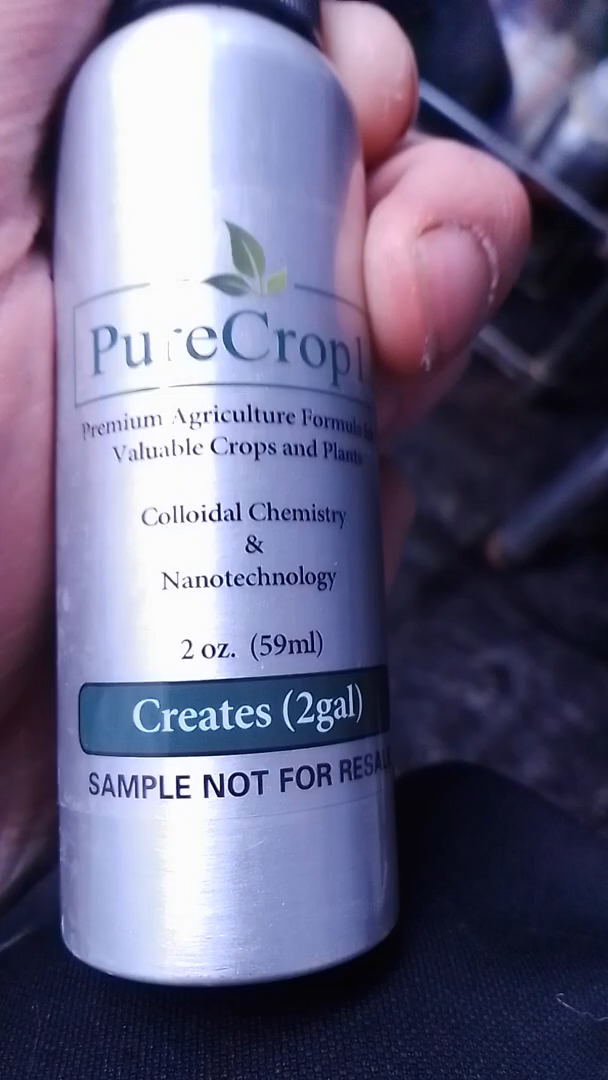 PureCrop1
Premium Agriculture Formula
Valuable Crops and Plants
Colloidal Chemistry
&
Nanotechnology
2 oz. (59ml)
Creates (2gal)
SAMPLE NOT FOR RESALE